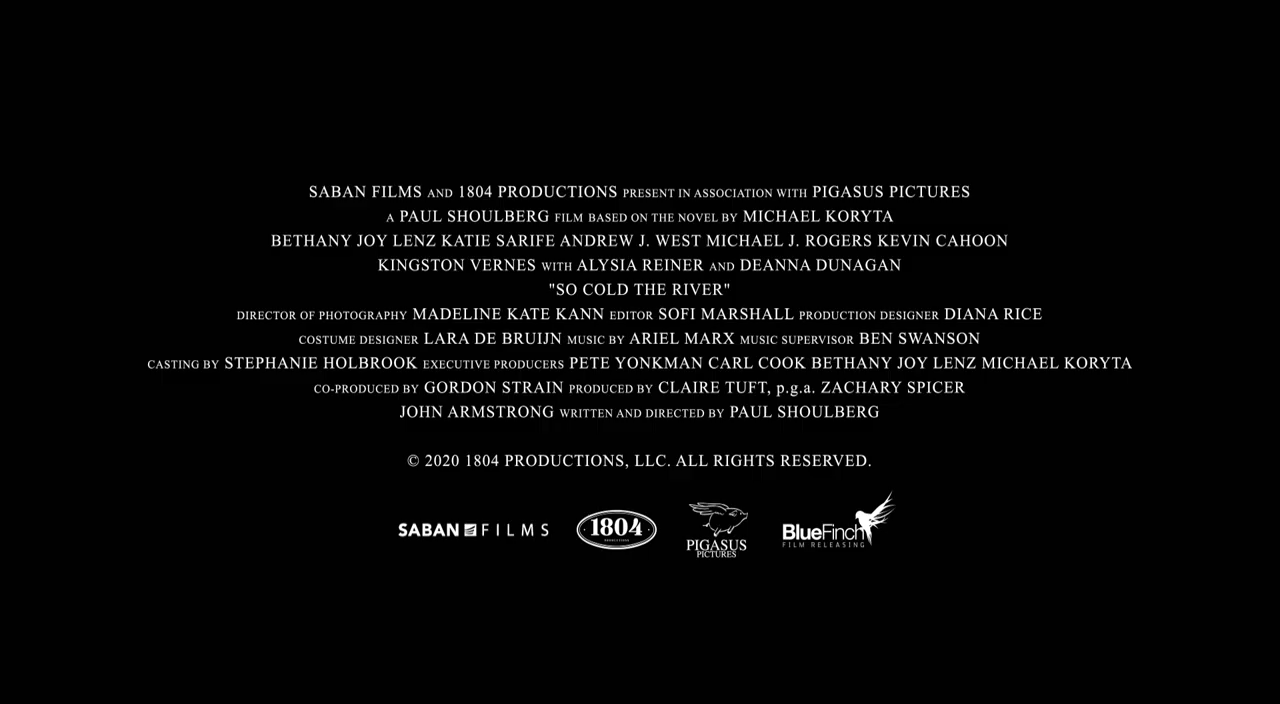 SABAN FILMS AND 1804 PRODUCTIONS PRESENT IN ASSOCIATION WITH PIGASUS PICTURES
A PAUL SHOULBERG FILM BASED ON THE NOVEL BY MICHAEL KORYTA
BETHANY JOY LENZ KATIE SARIFE ANDREW J. WEST MICHAEL J. ROGERS KEVIN CAHOON
KINGSTON VERNES WITH ALYSIA REINER AND DEANNA DUNAGAN
"SO COLD THE RIVER"
DIRECTOR OF PHOTOGRAPHY MADELINE KATE KANN EDITOR SOFI MARSHALL PRODUCTION DESIGNER DIANA RICE
COSTUME DESIGNER LARA DE BRUIJN MUSIC BY ARIEL MARX MUSIC SUPERVISOR BEN SWANSON
CASTING BY STEPHANIE HOLBROOK EXECUTIVE PRODUCERS PETE YONKMAN CARL COOK BETHANY JOY LENZ MICHAEL KORYTA
CO-PRODUCED BY GORDON STRAIN PRODUCED BY CLAIRE TUFT, p.g.a. ZACHARY SPICER
JOHN ARMSTRONG WRITTEN AND DIRECTED BY PAUL SHOULBERG
© 2020 1804 PRODUCTIONS, LLC. ALL RIGHTS RESERVED.
SABAN FILMS
1804
PRODUCTIONS
PIGASUS
PICTURES
BlueFinch
FILM RELEASING